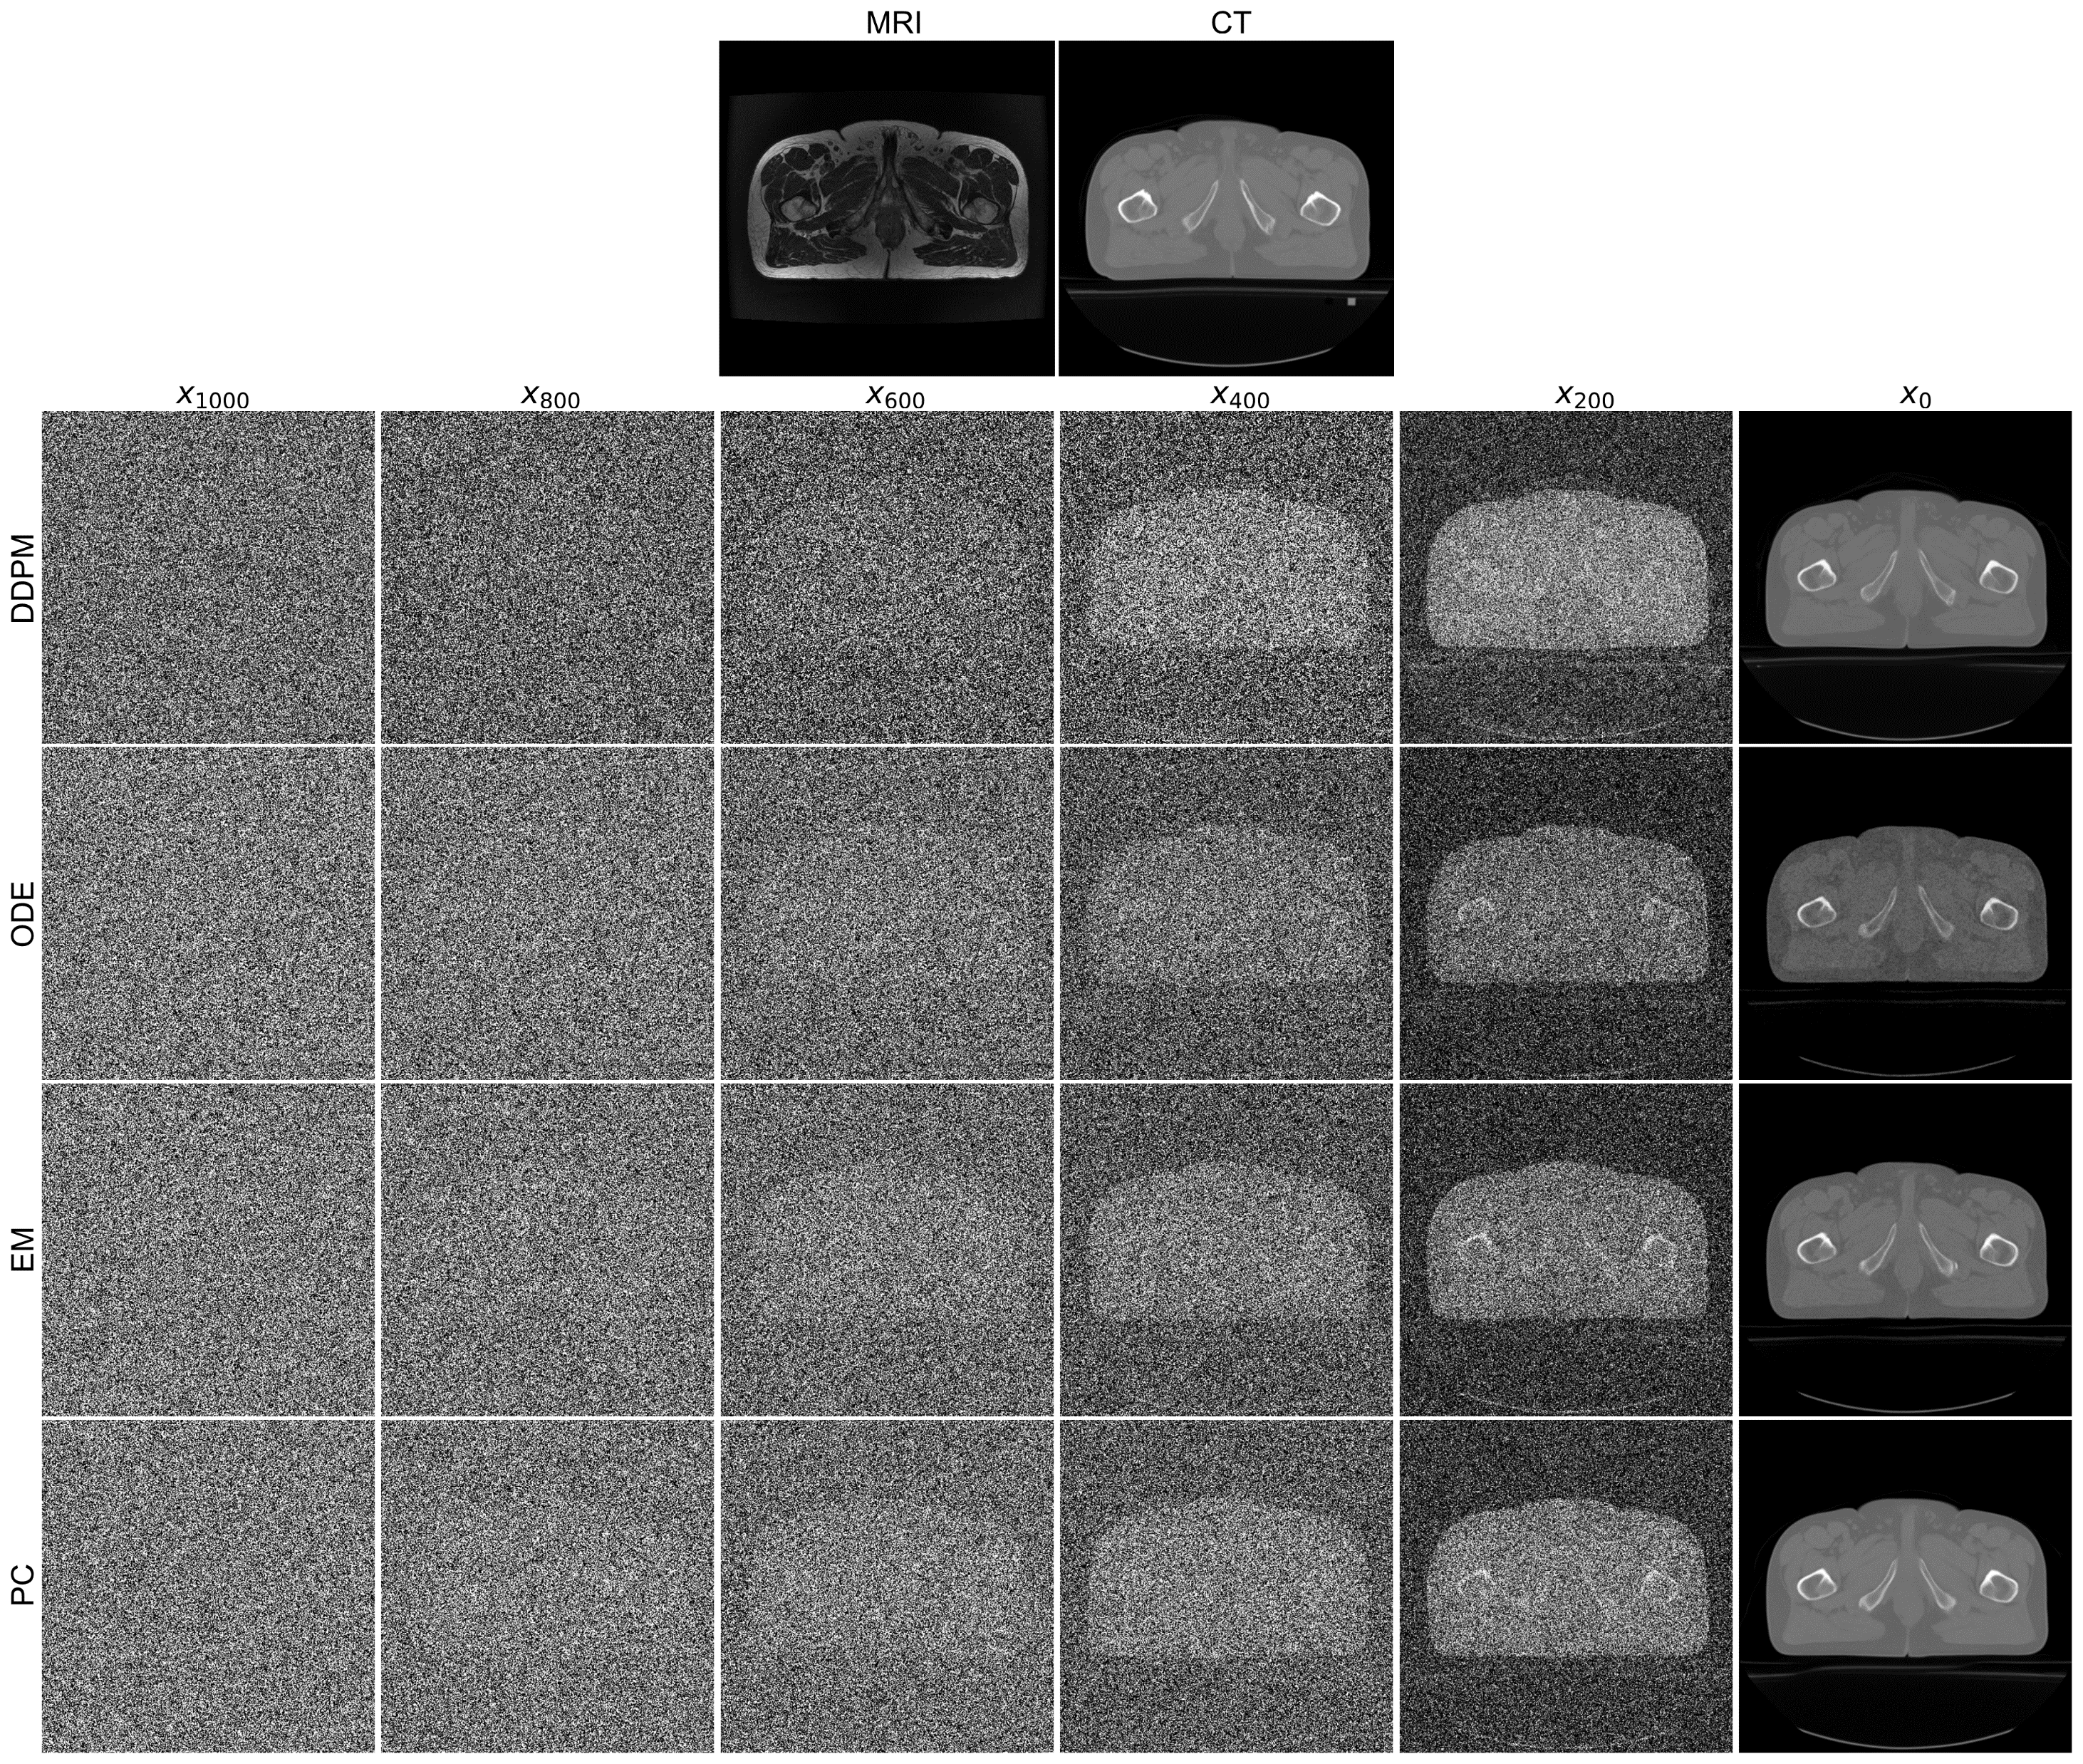 MRI CT
x1000 x800 x600 x400 x200 x0
DDPM
ODE
EM
PC